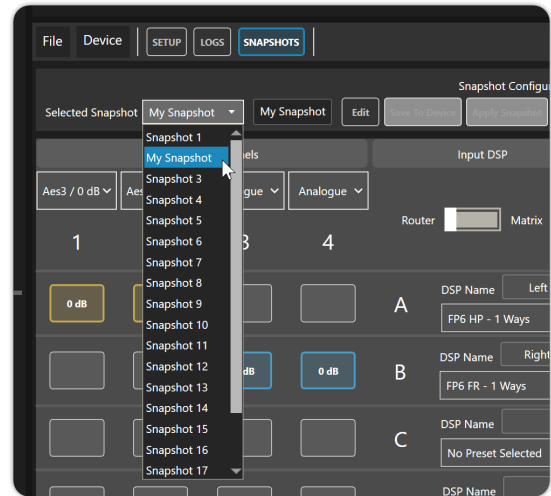 File Device SETUP LOGS SNAPSHOTS
Snapshot Configur
Selected Snapshot My Snapshot My Snapshot Edit Save To Device Apply Snapshot
Snapshot 1
My Snapshot
Snapshot 3
Snapshot 4
Snapshot 5
Snapshot 6
Snapshot 7
Snapshot 8
Snapshot 9
Snapshot 10
Snapshot 11
Snapshot 12
Snapshot 13
Snapshot 14
Snapshot 15
Snapshot 16
Snapshot 17
nels Input DSP
Aes3 / 0 dB Aes gue Analogue
Router Matrix
1 3 4
0 dB A DSP Name Left
FP6 HP - 1 Ways
dB 0 dB B DSP Name Right
FP6 FR - 1 Ways
C DSP Name
No Preset Selected
DSP Name